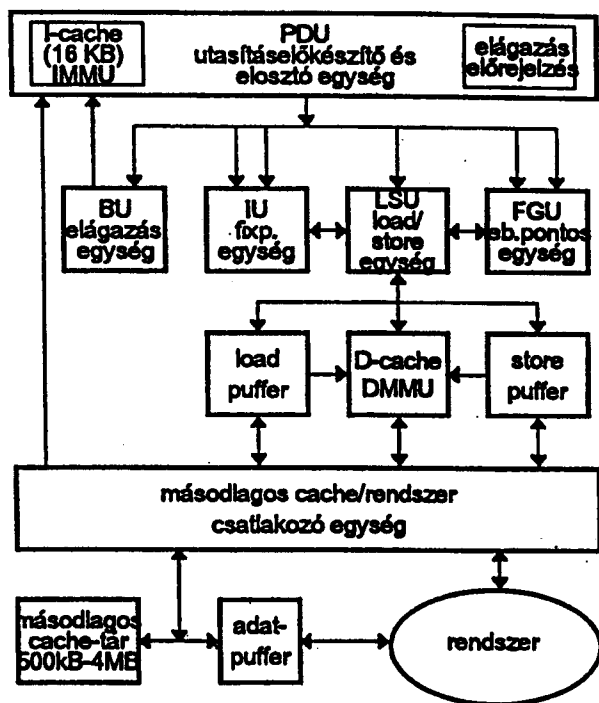 I-cache
(16 KB)
IMMU
PDU
utasításelőkészítő és
elosztó egység
elágazás
előrejelzés
BU
elágazás
egység
IU
fixp.
egység
LSU
load/
store
egység
FGU
eb.pontos
egység
load
puffer
D-cache
DMMU
store
puffer
másodlagos cache/rendszer
csatlakozó egység
másodlagos
cache-tár
500kB-4MB
adat-
puffer
rendszer